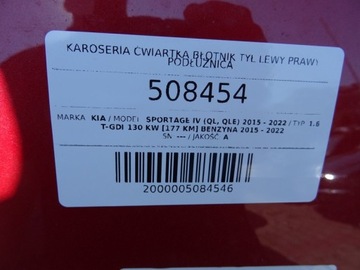 KAROSERIA CWIARTKA BŁOTNIK TYŁ LEWY PRAWY
PODŁUŻNICA
508454
MARKA KIA / MODEL SPORTAGE IV (QL, QLE) 2015 - 2022 / TYP 1.6
T-GDI 130 KW [177 KM] BENZYNA 2015 - 2022
SN --- / JAKOŚĆ A
2000005084546